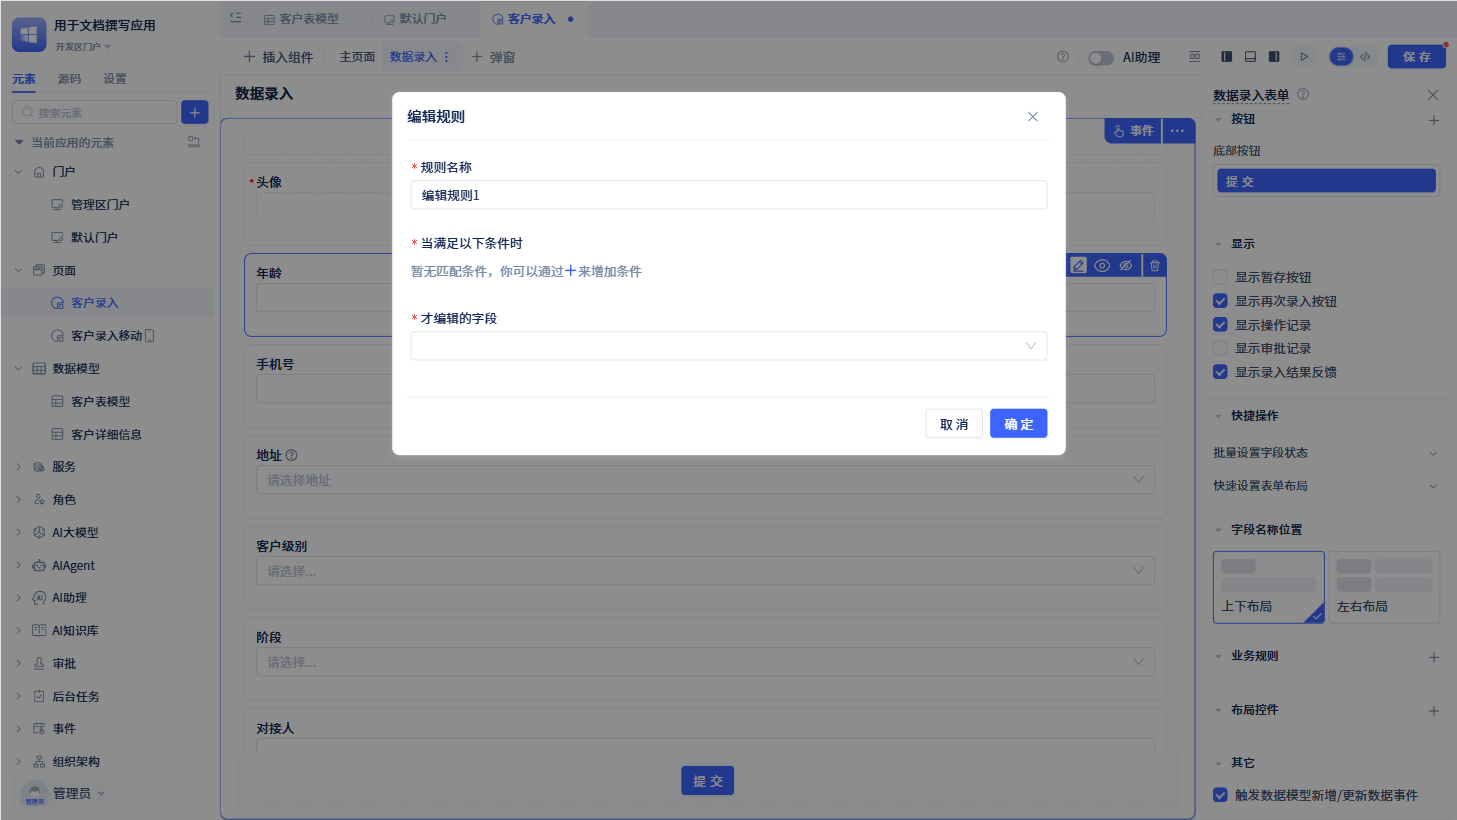 用于文档撰写应用
开发区门户
元素 源码 设置
搜索元素
当前应用的元素
门户
管理区门户
默认门户
页面
客户录入
客户录入移动
数据模型
客户表模型
客户详细信息
服务
角色
AI大模型
AIAgent
AI助理
AI知识库
审批
后台任务
事件
组织架构
管理员
管理员
客户表模型 默认门户 客户录入
插入组件 主页面 数据录入 弹窗 AI助理 保存
数据录入
事件
*头像
年龄
手机号
地址
请选择地址
客户级别
请选择...
阶段
请选择...
对接人
提交
编辑规则
*规则名称
编辑规则1
*当满足以下条件时
暂无匹配条件，你可以通过+来增加条件
*才编辑的字段
取消 确定
数据录入表单
按钮
底部按钮
提交
显示
显示暂存按钮
显示再次录入按钮
显示操作记录
显示审批记录
显示录入结果反馈
快捷操作
批量设置字段状态
快速设置表单布局
字段名称位置
上下布局 左右布局
业务规则
布局控件
其它
触发数据模型新增/更新数据事件